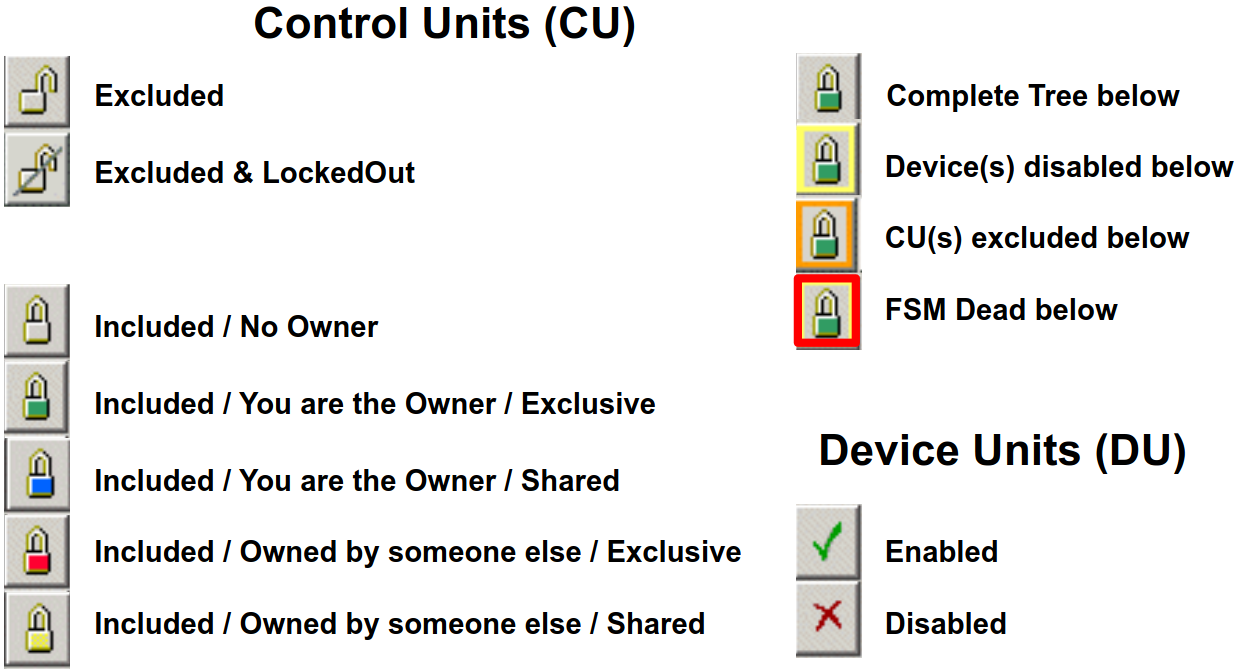 Control Units (CU)
Excluded
Excluded & LockedOut
Included / No Owner
Included / You are the Owner / Exclusive
Included / You are the Owner / Shared
Included / Owned by someone else / Exclusive
Included / Owned by someone else / Shared
Complete Tree below
Device(s) disabled below
CU(s) excluded below
FSM Dead below
Device Units (DU)
Enabled
Disabled